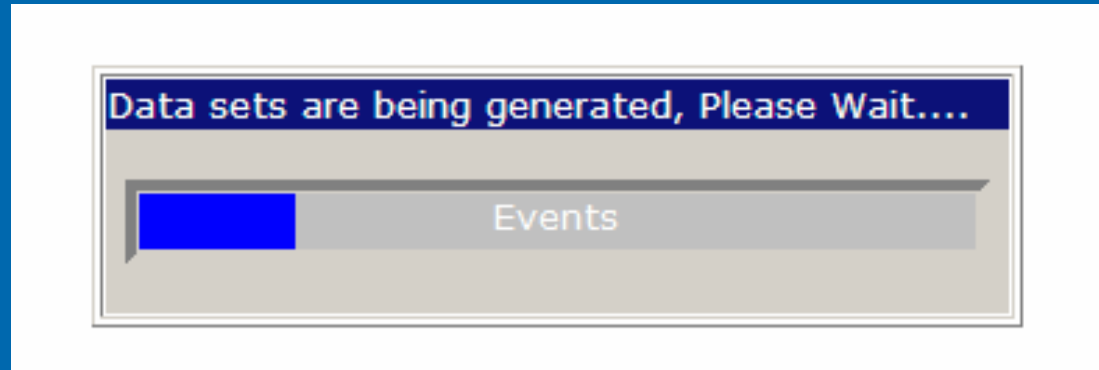 Data sets are being generated, Please Wait....
Events